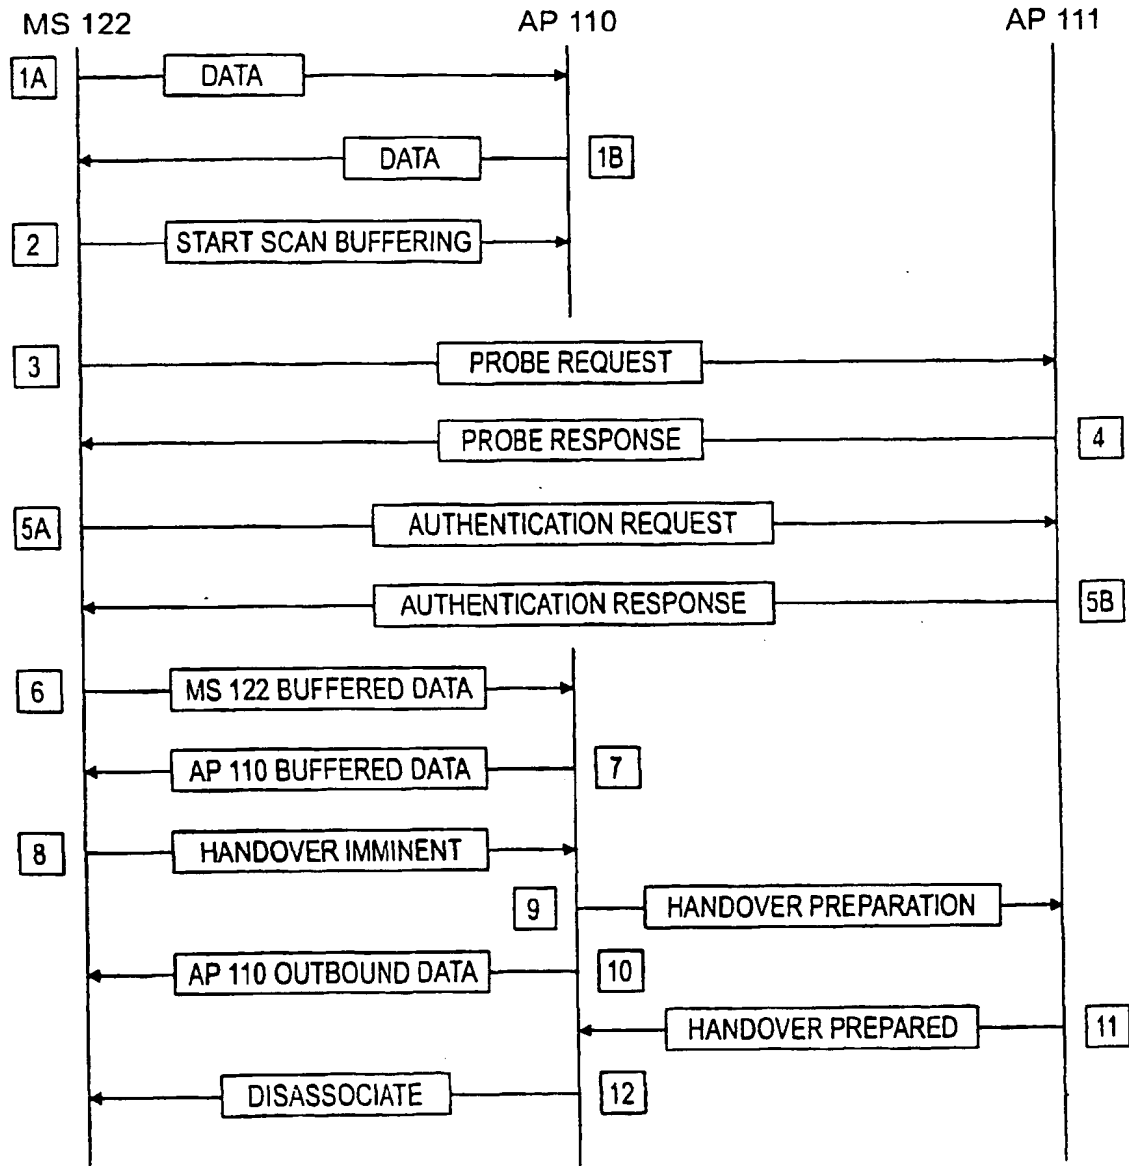 MS 122 AP 110 AP 111
1A DATA
DATA 1B
2 START SCAN BUFFERING
3 PROBE REQUEST
PROBE RESPONSE 4
5A AUTHENTICATION REQUEST
AUTHENTICATION RESPONSE 5B
6 MS 122 BUFFERED DATA
AP 110 BUFFERED DATA 7
8 HANDOVER IMMINENT
9 HANDOVER PREPARATION
AP 110 OUTBOUND DATA 10
HANDOVER PREPARED 11
DISASSOCIATE 12